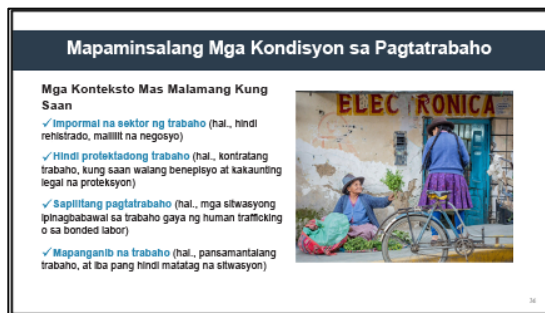 Mapaminsalang Mga Kondisyon sa Pagtatrabaho
Mga Konteksto Mas Malamang Kung
Saan
✓Impormal na sektor ng trabaho (hal., hindi
rehistrado, maliliit na negosyo)
✓Hindi protektadong trabaho (hal., kontratang
trabaho, kung saan walang benepisyo at kakaunting
legal na proteksyon)
✓Sapilitang pagtatrabaho (hal., mga sitwasyong
ipinagbabawal sa trabaho gaya ng human trafficking
o sa bonded labor)
✓Mapanganib na trabaho (hal., pansamantalang
trabaho, at iba pang hindi matatag na sitwasyon)
ELEC RONICA
36